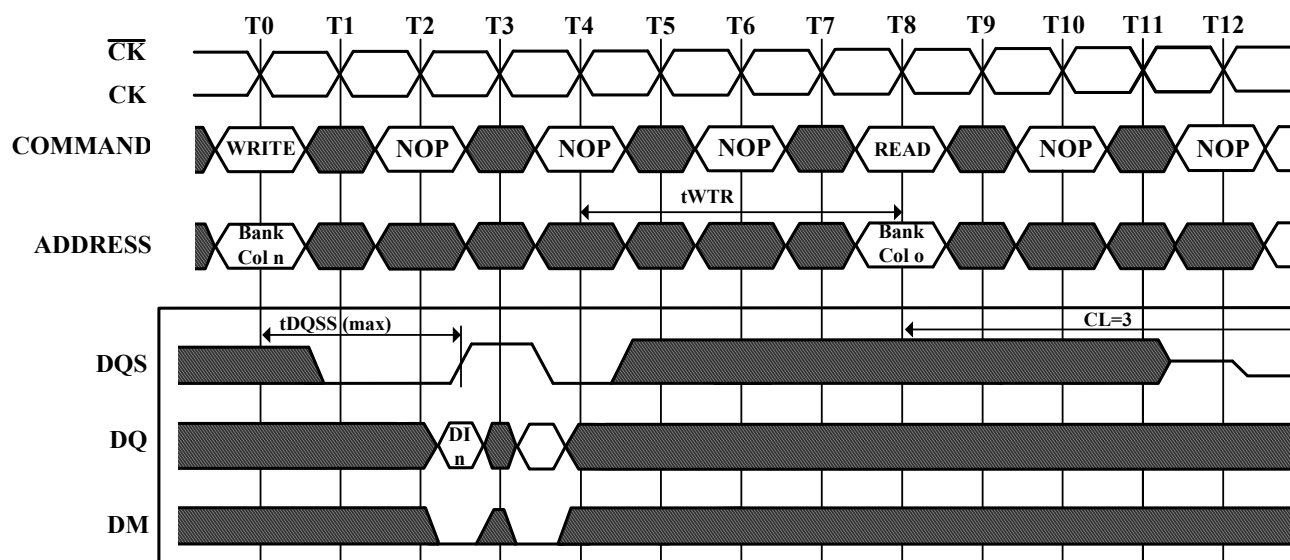 T0 T1 T2 T3 T4 T5 T6 T7 T8 T9 T10 T11 T12
CK
CK
COMMAND WRITE NOP NOP NOP READ NOP NOP
tWTR
ADDRESS Bank Col n Bank Col o
tDQSS (max) CL=3
DQS
DQ DI n
DM